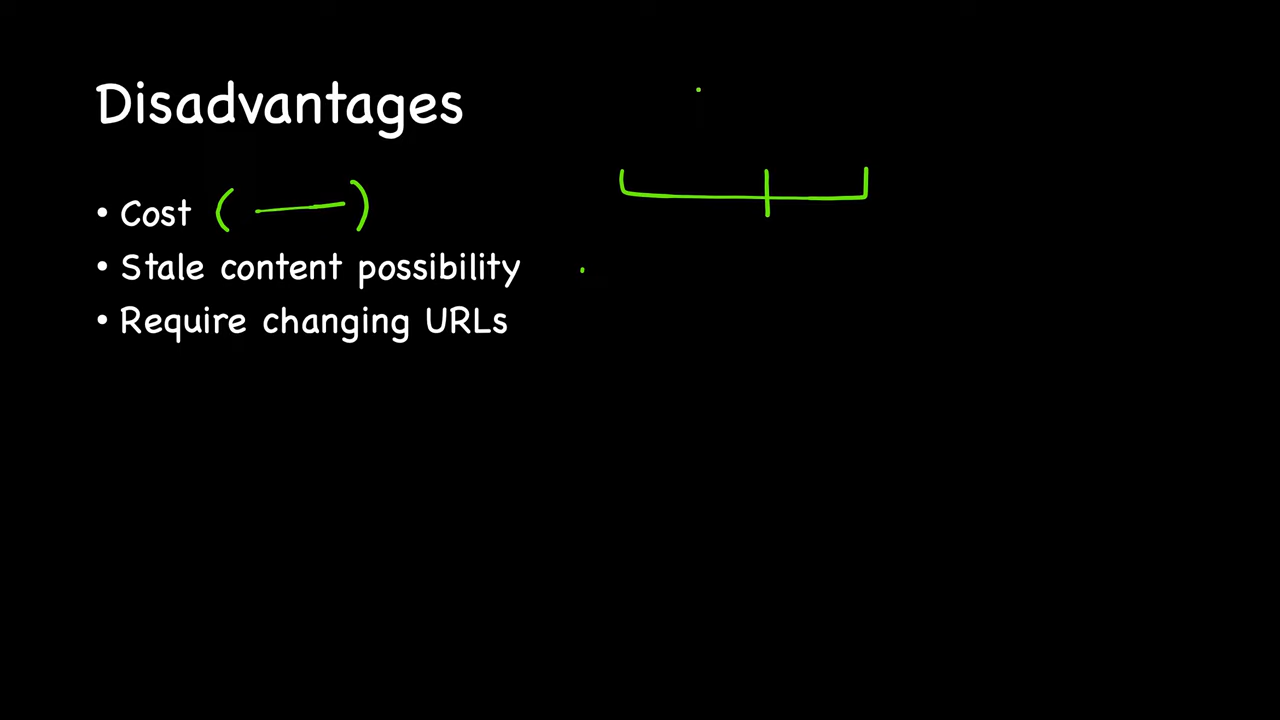 Disadvantages
• Cost ( — )
• Stale content possibility
• Require changing URLs